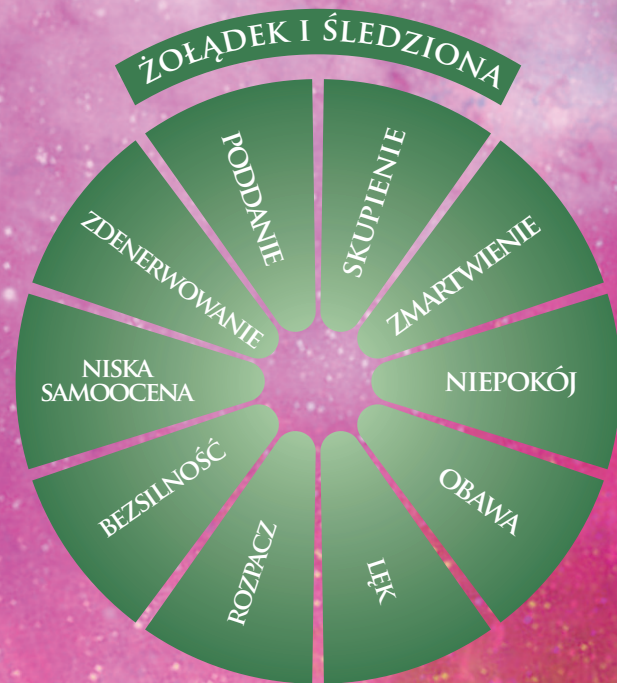 ŻOŁĄDEK I ŚLEDZIONA
SKUPIENIE
ZMARTWIENIE
NIEPOKÓJ
OBAWA
LĘK
ROZPACZ
BEZSILNOŚĆ
NISKA
SAMOOCENA
ZDENERWOWANIE
PODDANIE